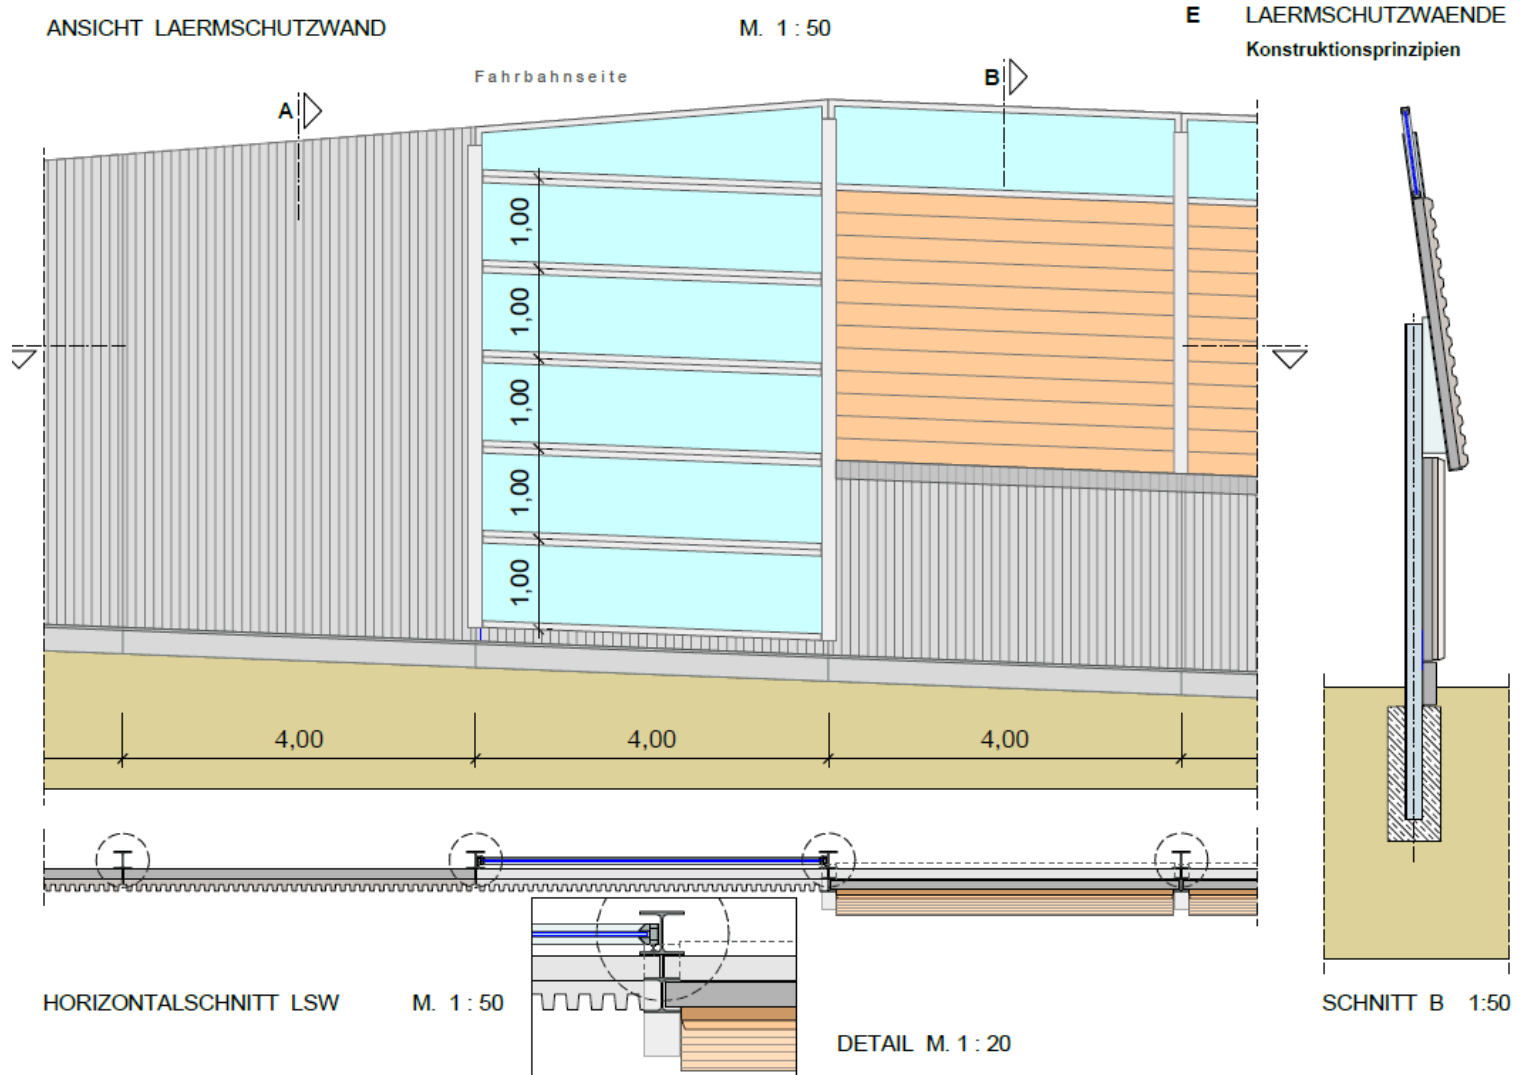 ANSICHT LAERMSCHUTZWAND M. 1 : 50
E LAERMSCHUTZWAENDE
Konstruktionsprinzipien
Fahrbahnseite
A
B
1,00
1,00
1,00
1,00
1,00
4,00 4,00 4,00
HORIZONTALSCHNITT LSW M. 1 : 50
DETAIL M. 1 : 20
SCHNITT B 1:50